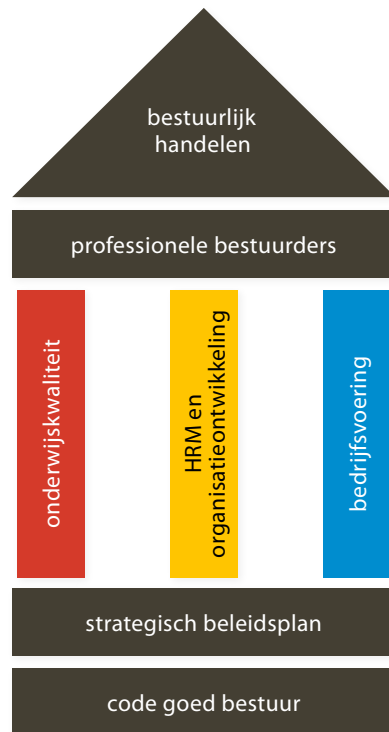 bestuurlijk
handelen
professionele bestuurders
onderwijskwaliteit
HRM en
organisatieontwikkeling
bedrijfsvoering
strategisch beleidsplan
code goed bestuur